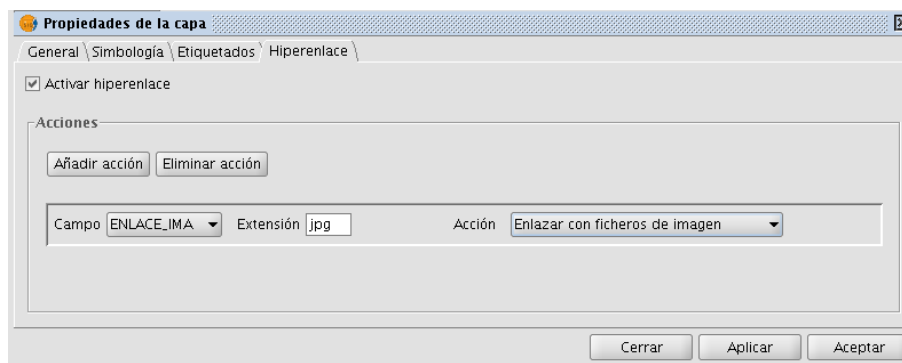 Propiedades de la capa
General Simbología Etiquetados Hiperenlace
Activar hiperenlace
Acciones
Añadir acción Eliminar acción
Campo ENLACE_IMA Extensión jpg Acción Enlazar con ficheros de imagen
Cerrar Aplicar Aceptar